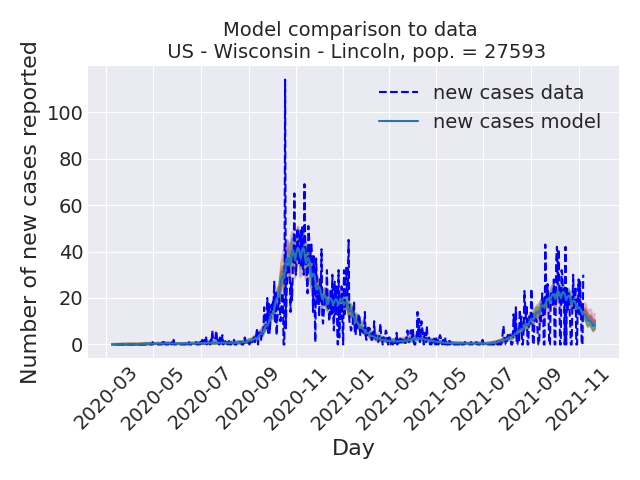 Model comparison to data
US - Wisconsin - Lincoln, pop. = 27593
Number of new cases reported
100
80
60
40
20
0
new cases data
new cases model
2020-03
2020-05
2020-07
2020-09
2020-11
2021-01
2021-03
2021-05
2021-07
2021-09
2021-11
Day